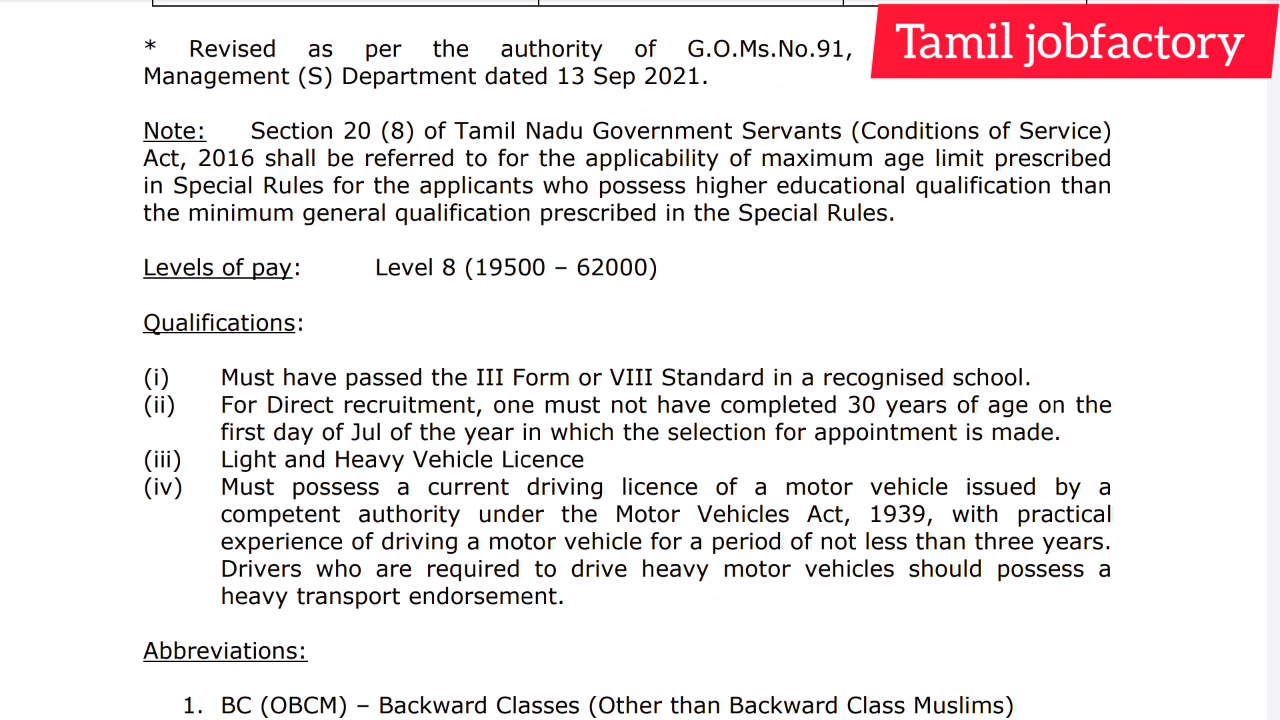 Tamil jobfactory
* Revised as per the authority of G.O.Ms.No.91,
Management (S) Department dated 13 Sep 2021.
Note: Section 20 (8) of Tamil Nadu Government Servants (Conditions of Service)
Act, 2016 shall be referred to for the applicability of maximum age limit prescribed
in Special Rules for the applicants who possess higher educational qualification than
the minimum general qualification prescribed in the Special Rules.
Levels of pay: Level 8 (19500 – 62000)
Qualifications:
(i) Must have passed the III Form or VIII Standard in a recognised school.
(ii) For Direct recruitment, one must not have completed 30 years of age on the
first day of Jul of the year in which the selection for appointment is made.
(iii) Light and Heavy Vehicle Licence
(iv) Must possess a current driving licence of a motor vehicle issued by a
competent authority under the Motor Vehicles Act, 1939, with practical
experience of driving a motor vehicle for a period of not less than three years.
Drivers who are required to drive heavy motor vehicles should possess a
heavy transport endorsement.
Abbreviations:
1. BC (OBCM) – Backward Classes (Other than Backward Class Muslims)